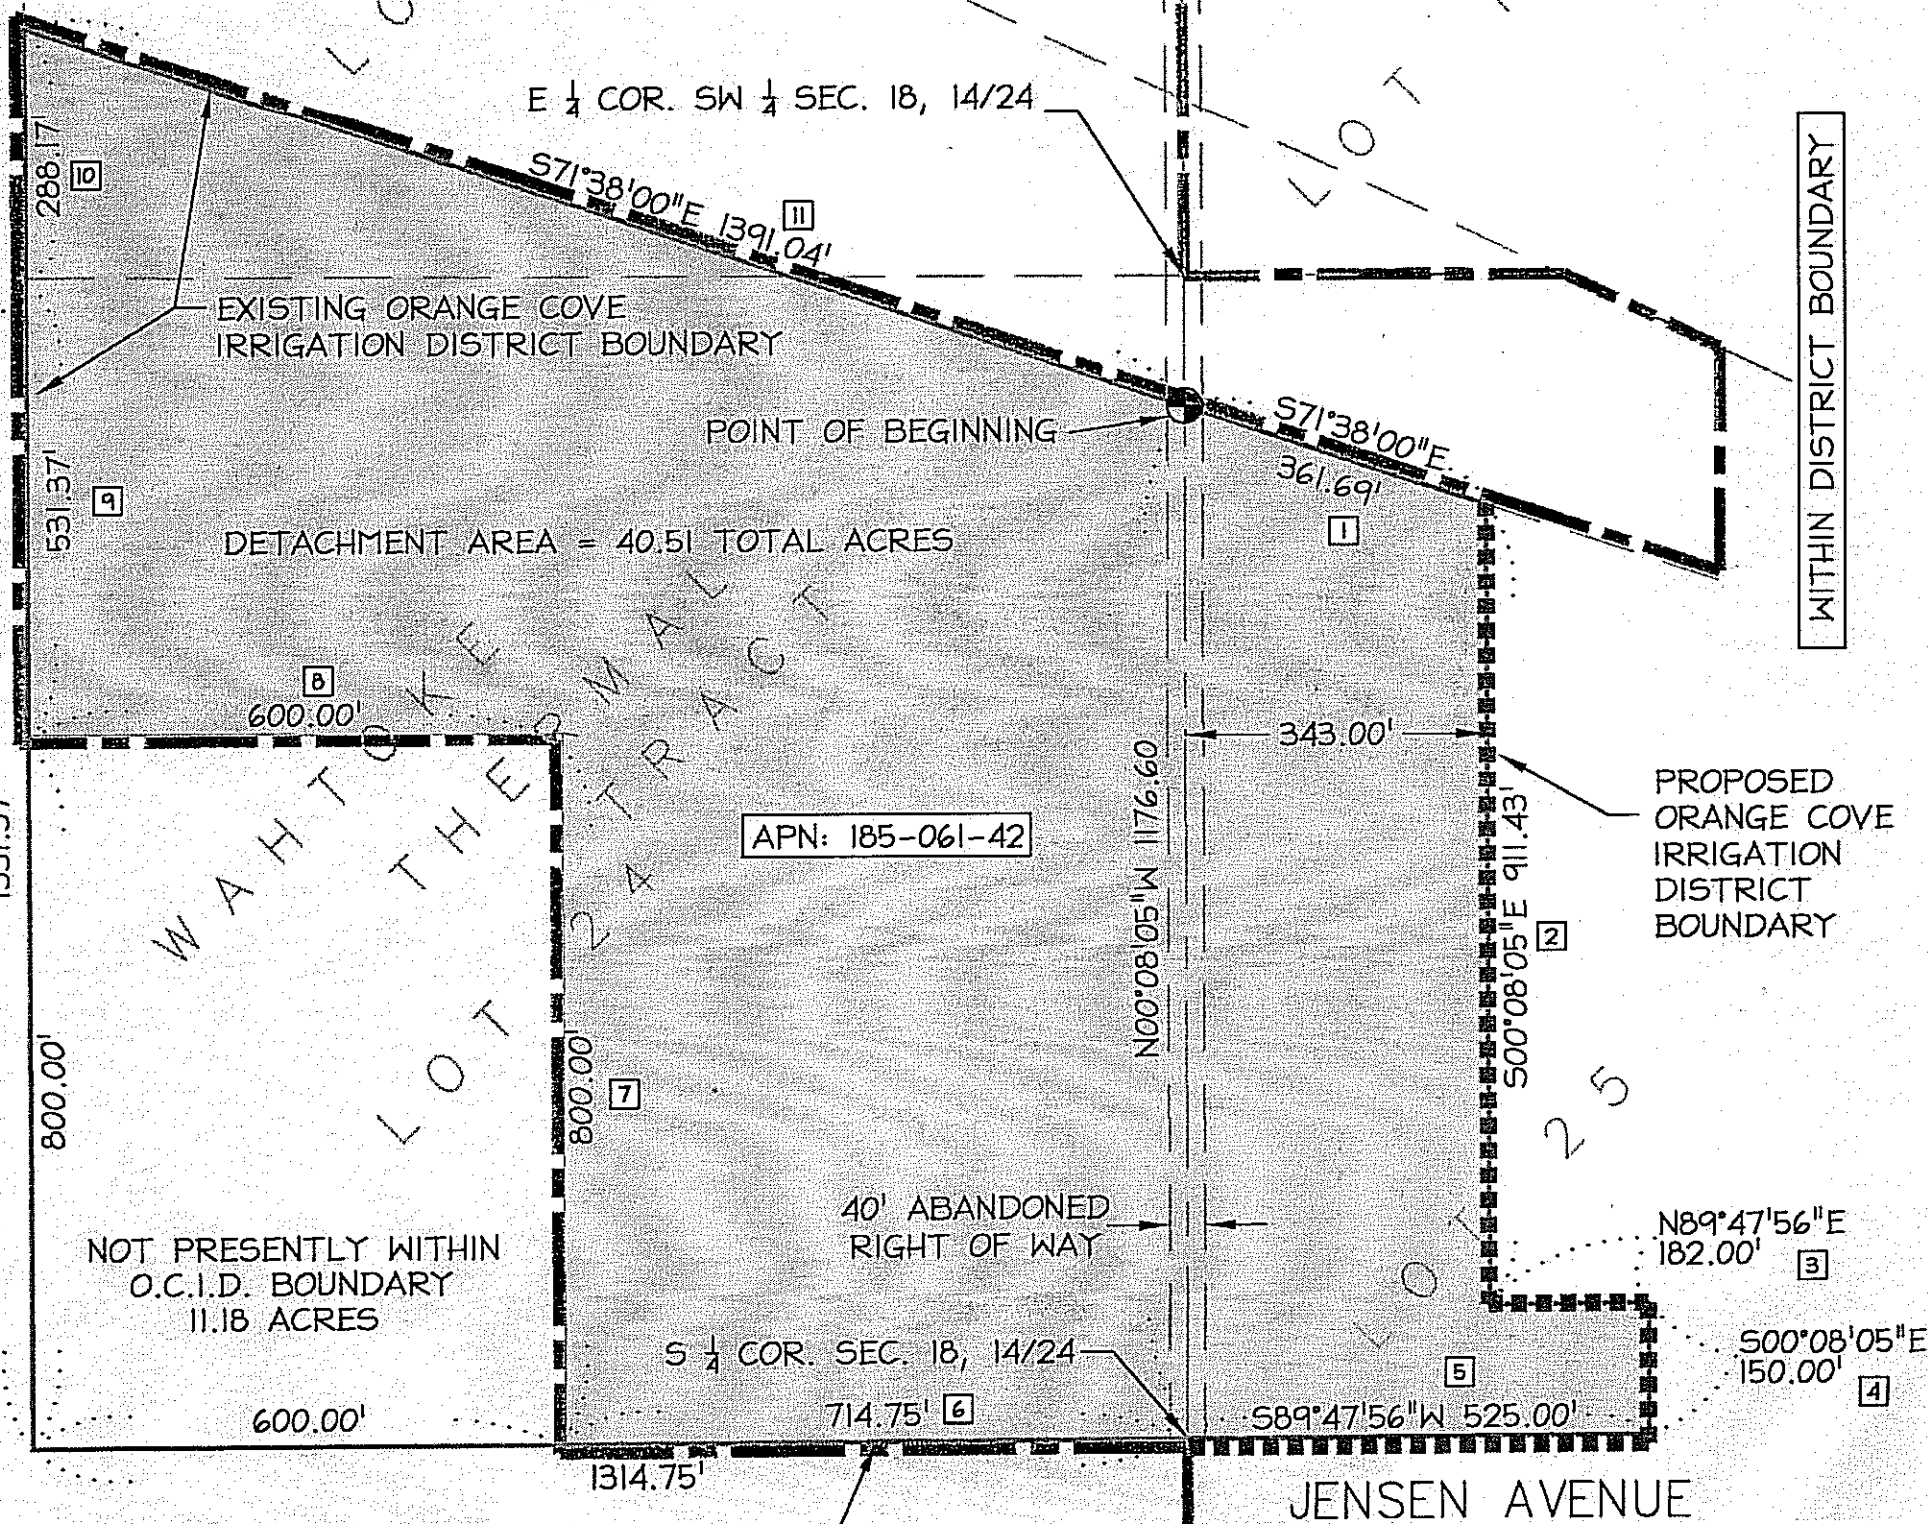 L O
E 1/4 COR. SW 1/4 SEC. 18, 14/24
L O T
WITHIN DISTRICT BOUNDARY
288.17'
10
S71°38'00"E 1391.04'
11
EXISTING ORANGE COVE
IRRIGATION DISTRICT BOUNDARY
POINT OF BEGINNING
S71°38'00"E
361.69'
1
531.37'
9
DETACHMENT AREA = 40.51 TOTAL ACRES
8
600.00'
WAHTOKE
THERMAL
TRACT
LOT 24
343.00'
N00°08'05"W 1176.60
APN: 185-061-42
PROPOSED
ORANGE COVE
IRRIGATION
DISTRICT
BOUNDARY
S00°08'05"E 911.43'
2
800.00'
800.00'
7
LOT 25
40' ABANDONED
RIGHT OF WAY
N89°47'56"E
182.00'
3
NOT PRESENTLY WITHIN
O.C.I.D. BOUNDARY
11.18 ACRES
S 1/4 COR. SEC. 18, 14/24
S00°08'05"E
150.00'
4
5
600.00'
714.75'
6
S89°47'56"W 525.00'
1314.75'
JENSEN AVENUE